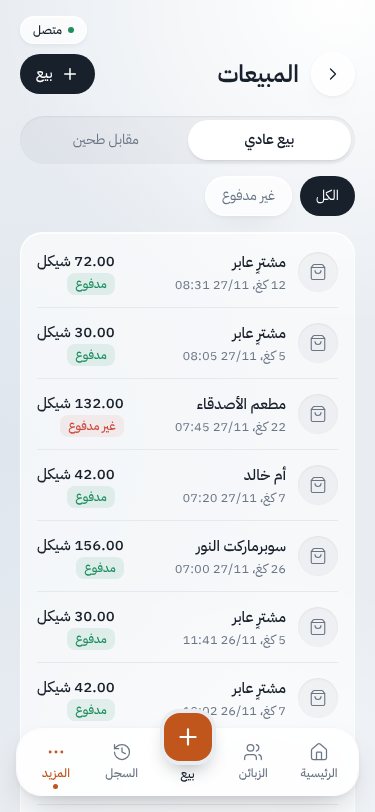 متصل
المبيعات
بيع
بيع عادي
مقابل طحين
الكل
غير مدفوع
مشترٍ عابر
72.00 شيكل
12 كغ، 27/11 08:31
مدفوع
مشترٍ عابر
30.00 شيكل
5 كغ، 27/11 08:05
مدفوع
مطعم الأصدقاء
132.00 شيكل
22 كغ، 27/11 07:45
غير مدفوع
أم خالد
42.00 شيكل
7 كغ، 27/11 07:20
مدفوع
سوبرماركت النور
156.00 شيكل
26 كغ، 27/11 07:00
مدفوع
مشترٍ عابر
30.00 شيكل
5 كغ، 26/11 11:41
مدفوع
مشترٍ عابر
42.00 شيكل
7 كغ، 26/11
مدفوع
الرئيسية
الزبائن
بيع
السجل
المزيد